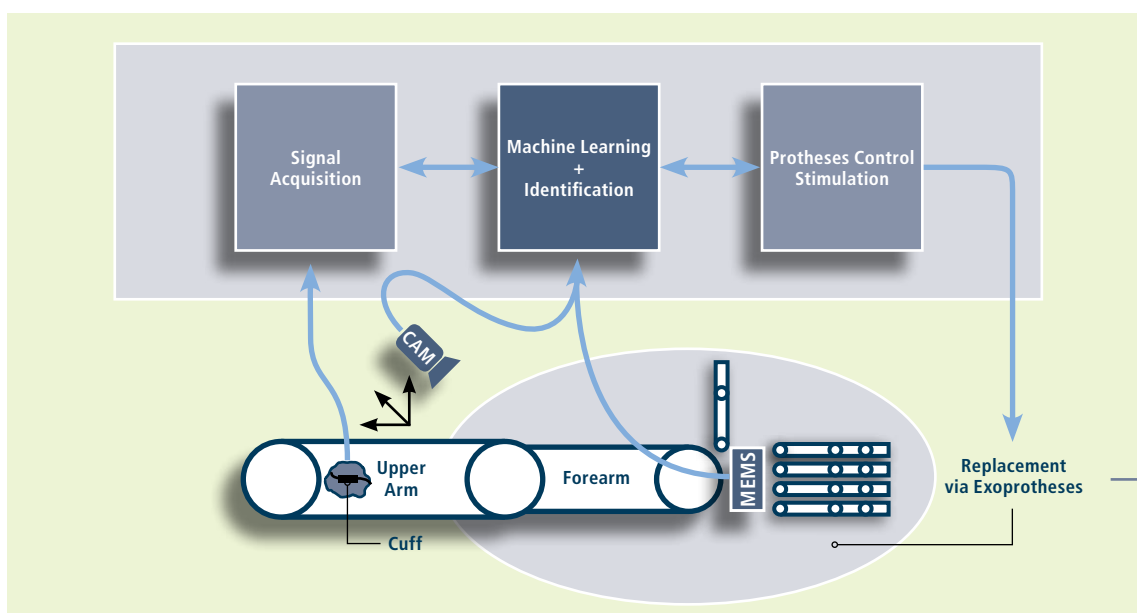 Signal
Acquisition
Machine Learning
+
Identification
Protheses Control
Stimulation
CAM
Upper
Arm
Forearm
MEMS
Replacement
via Exoprotheses
Cuff